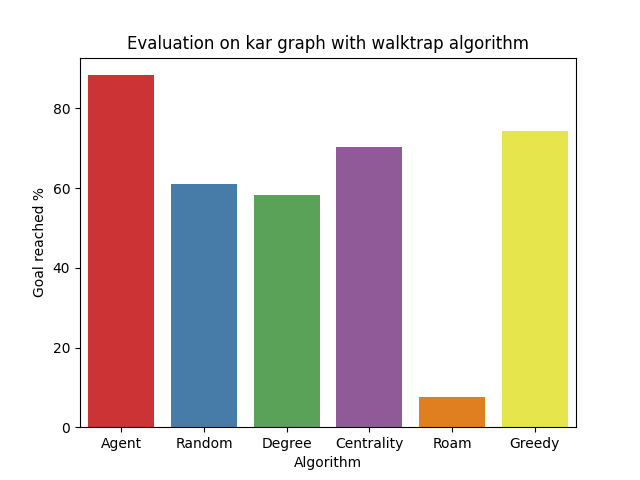 Evaluation on kar graph with walktrap algorithm
Goal reached %
80
60
40
20
0
Agent Random Degree Centrality Roam Greedy
Algorithm